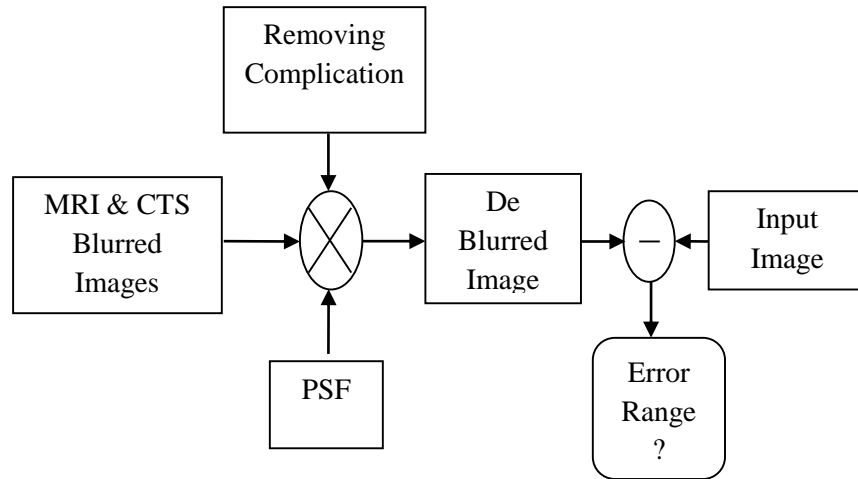 Removing
Complication
MRI & CTS
Blurred
Images
De
Blurred
Image
—
Input
Image
PSF
Error
Range
?